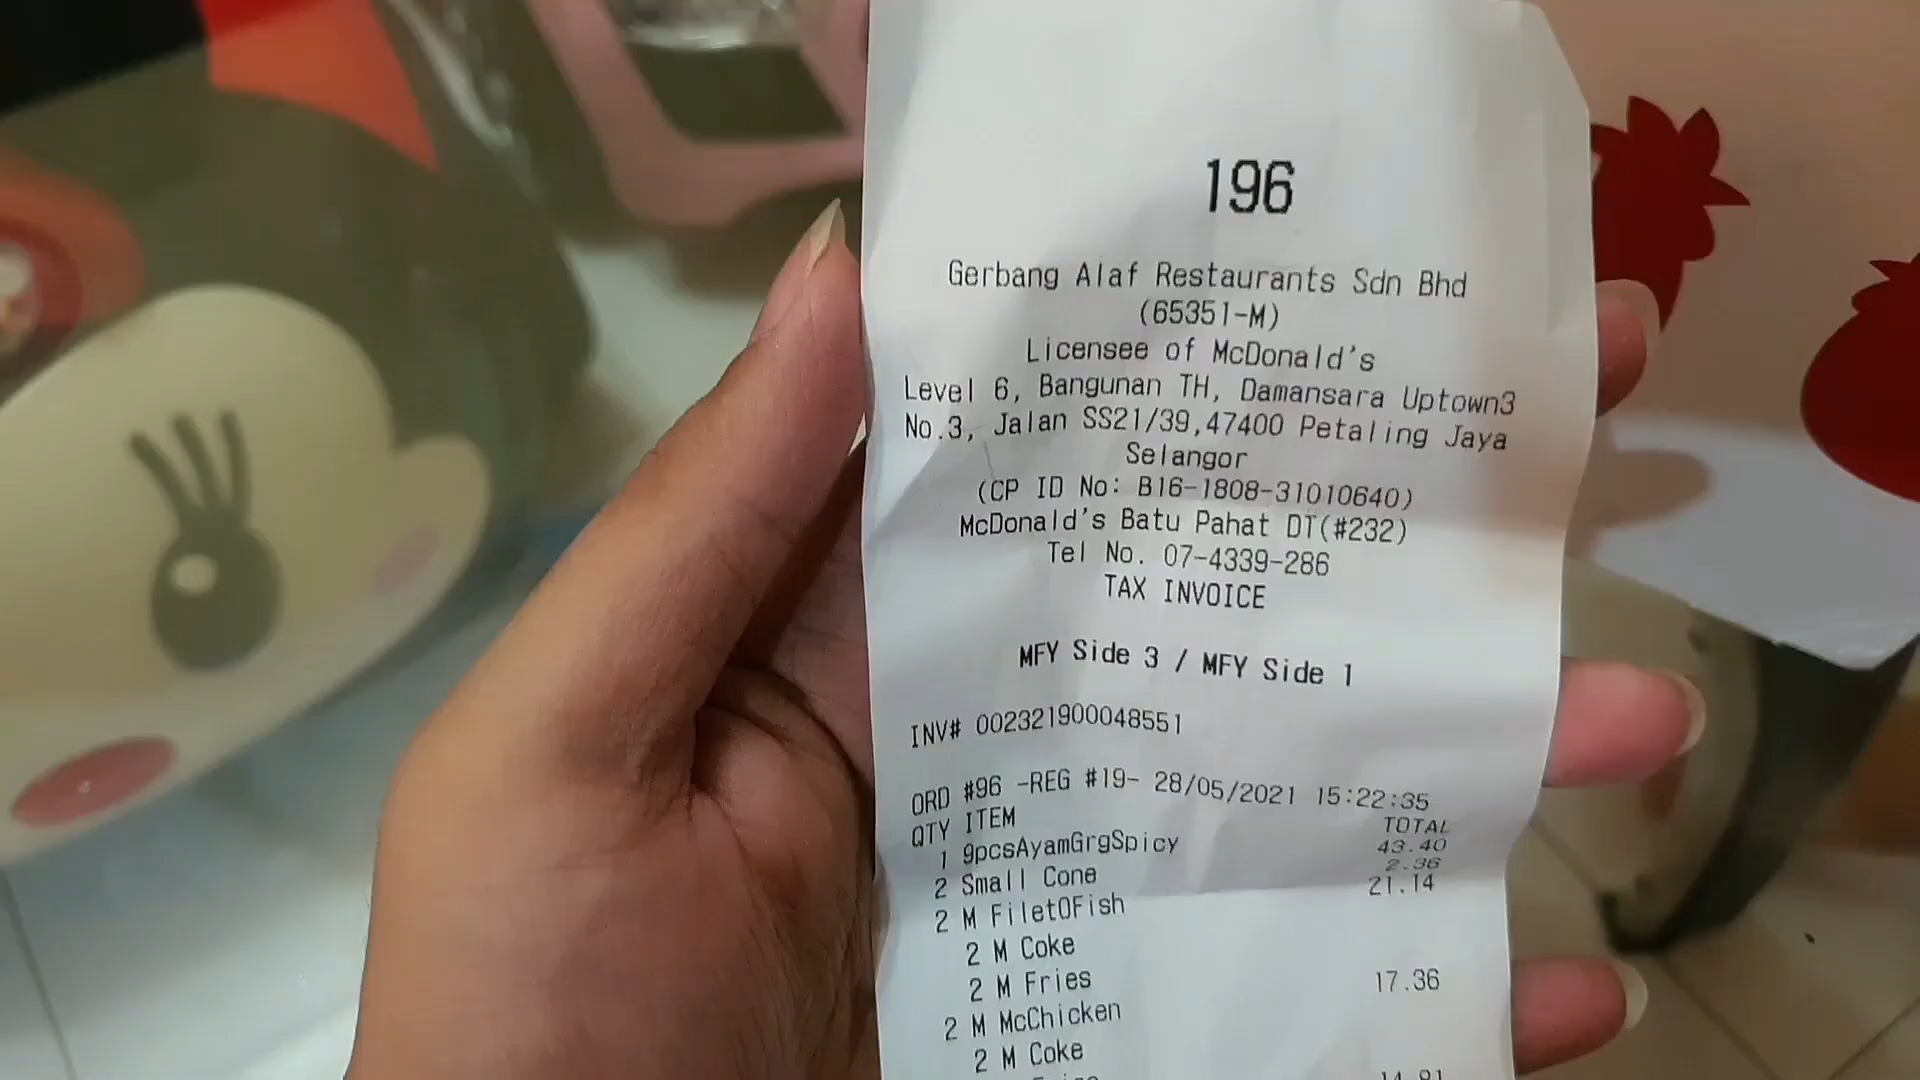 196
Gerbang Alaf Restaurants Sdn Bhd
(65351-M)
Licensee of McDonald's
Level 6, Bangunan TH, Damansara Uptown3
No.3, Jalan SS21/39,47400 Petaling Jaya
Selangor
(CP ID No: B16-1808-31010640)
McDonald's Batu Pahat DT(#232)
Tel No. 07-4339-286
TAX INVOICE
MFY Side 3 / MFY Side 1
INV# 002321900048551
ORD #96 -REG #19- 28/05/2021 15:22:35
QTY ITEM TOTAL
1 9pcsAyamGrgSpicy 43.40
2 Small Cone 2.36
2 M FiletOFish 21.14
2 M Coke
2 M Fries
2 M McChicken 17.36
2 M Coke